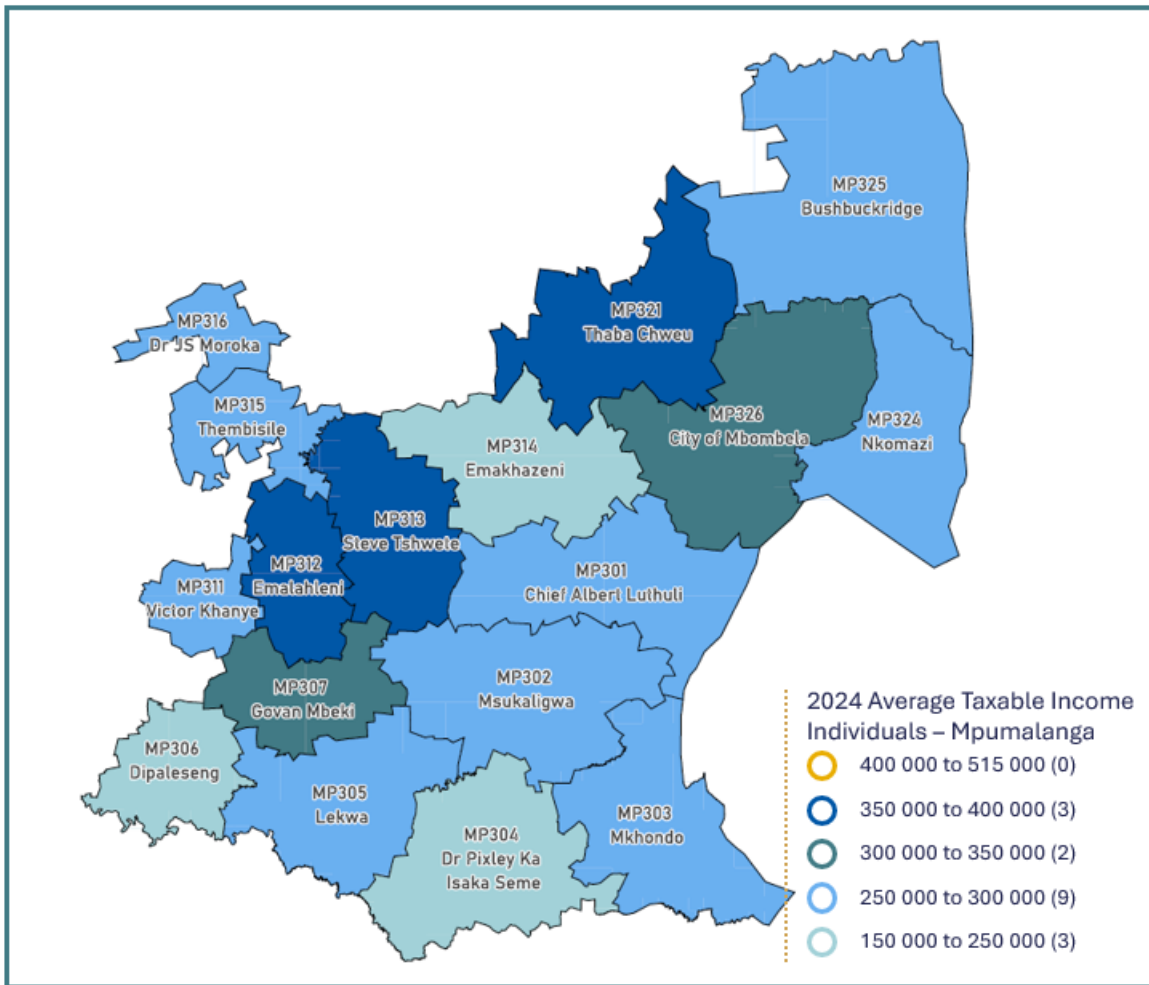 MP325
Bushbuckridge
MP321
Thaba Chweu
MP316
Dr JS Moroka
MP315
Thembisile
MP326
City of Mbombela
MP324
Nkomazi
MP314
Emakhazeni
MP313
Steve Tshwete
MP312
Emalahleni
MP311
Victor Khanye
MP301
Chief Albert Luthuli
MP302
Msukaligwa
MP307
Govan Mbeki
MP306
Dipaleseng
MP305
Lekwa
MP304
Dr Pixley Ka
Isaka Seme
MP303
Mkhondo
2024 Average Taxable Income
Individuals – Mpumalanga
400 000 to 515 000 (0)
350 000 to 400 000 (3)
300 000 to 350 000 (2)
250 000 to 300 000 (9)
150 000 to 250 000 (3)